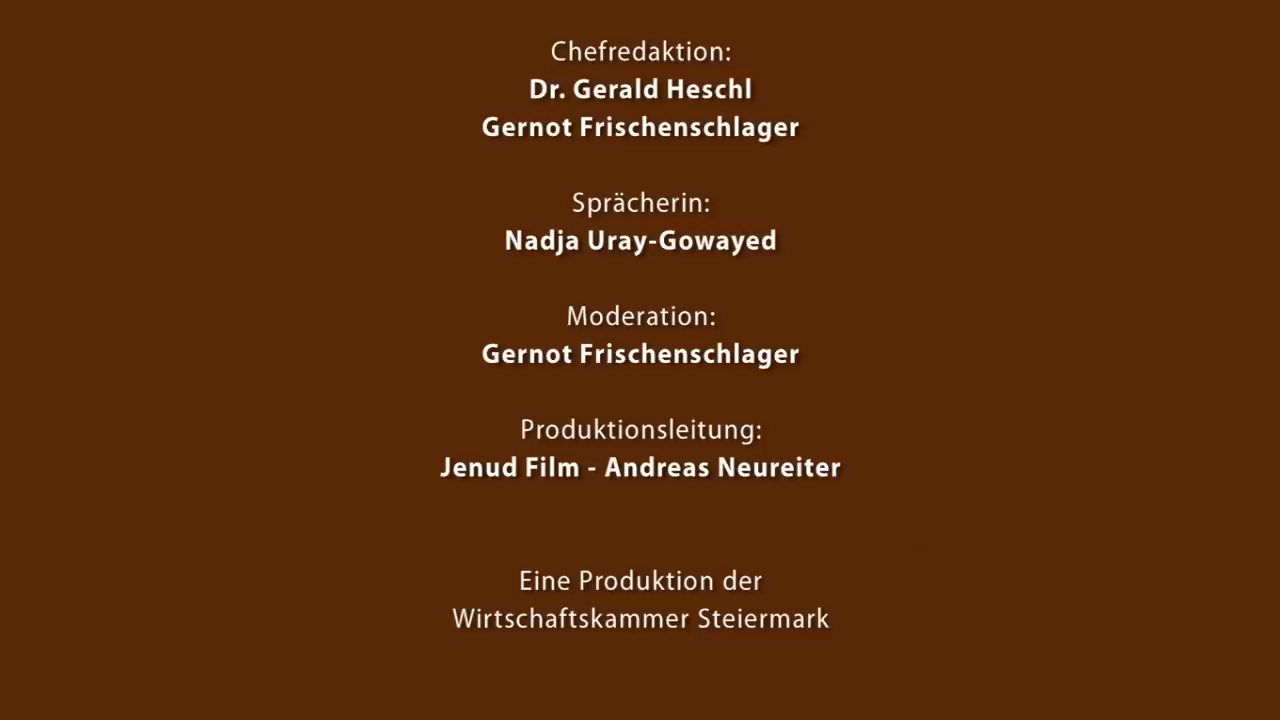 Chefredaktion:
Dr. Gerald Heschl
Gernot Frischenschlager
Sprächerin:
Nadja Uray-Gowayed
Moderation:
Gernot Frischenschlager
Produktionsleitung:
Jenud Film - Andreas Neureiter
Eine Produktion der
Wirtschaftskammer Steiermark